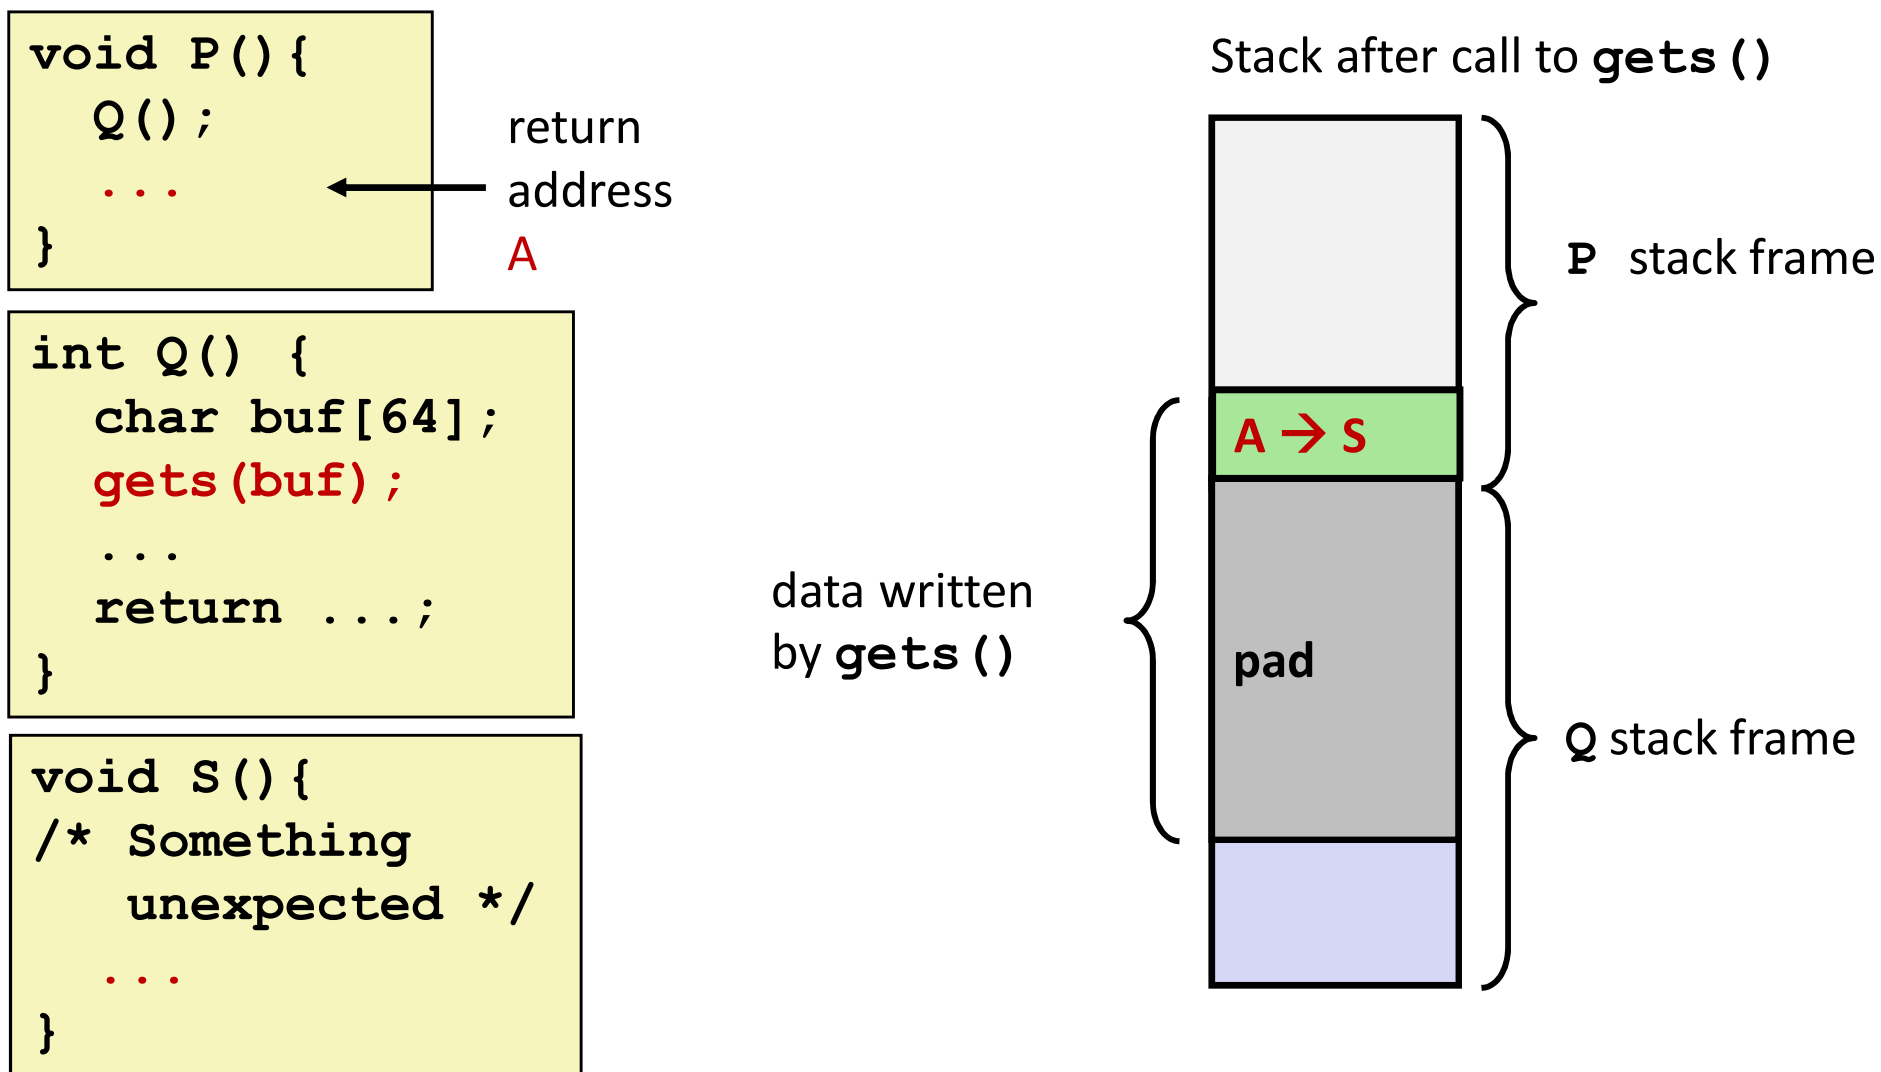 void P(){
  Q();
  ...
}
return
address
A
int Q() {
  char buf[64];
  gets(buf);
  ...
  return ...;
}
void S(){
/* Something
   unexpected */
  ...
}
Stack after call to gets()
A → S
pad
data written
by gets()
P stack frame
Q stack frame